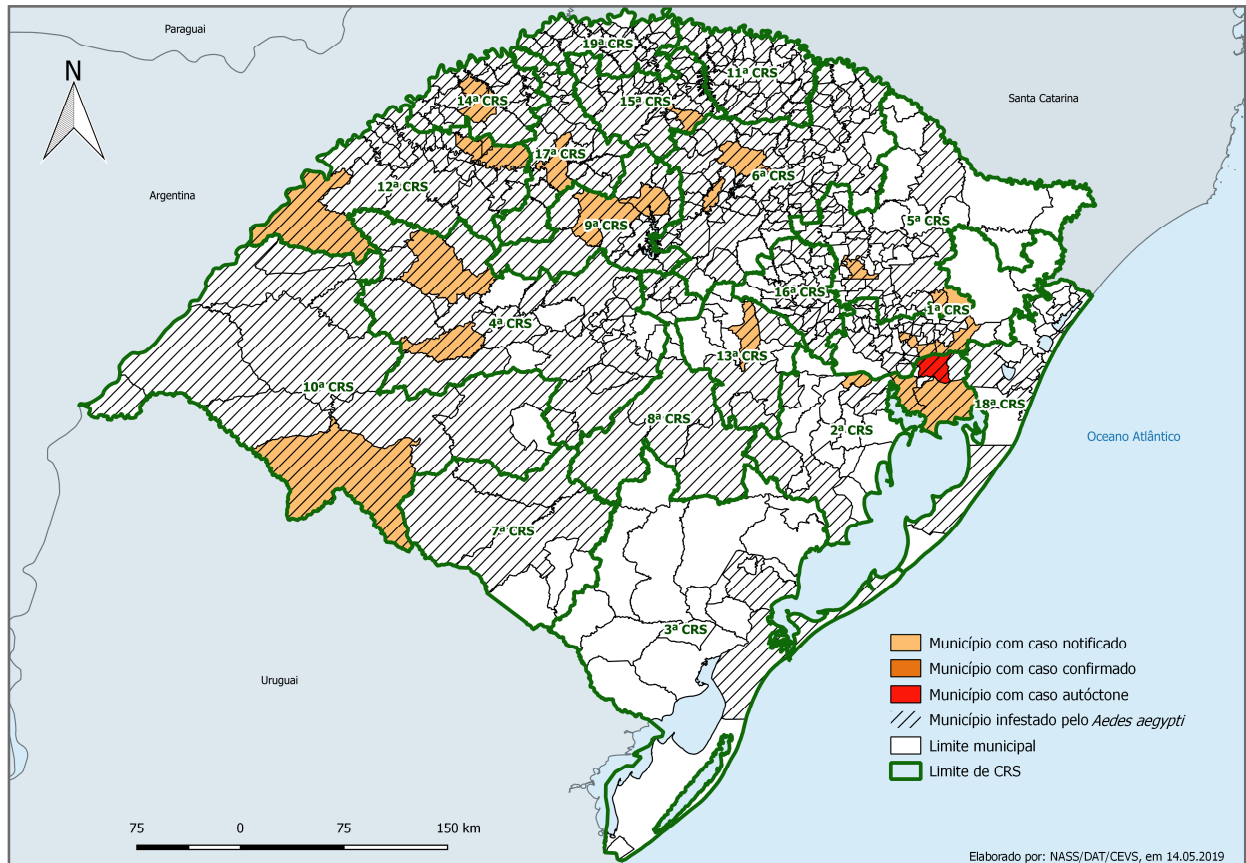 Paraguai
N
Santa Catarina
Argentina
19ª CRS
11ª CRS
14ª CRS
15ª CRS
17ª CRS
6ª CRS
12ª CRS
5ª CRS
9ª CRS
16ª CRS
1ª CRS
4ª CRS
13ª CRS
10ª CRS
18ª CRS
8ª CRS
2ª CRS
Oceano Atlântico
7ª CRS
3ª CRS
Uruguai
Município com caso notificado
Município com caso confirmado
Município com caso autóctone
Município infestado pelo Aedes aegypti
Limite municipal
Limite de CRS
75 0 75 150 km
Elaborado por: NASS/DAT/CEVS, em 14.05.2019